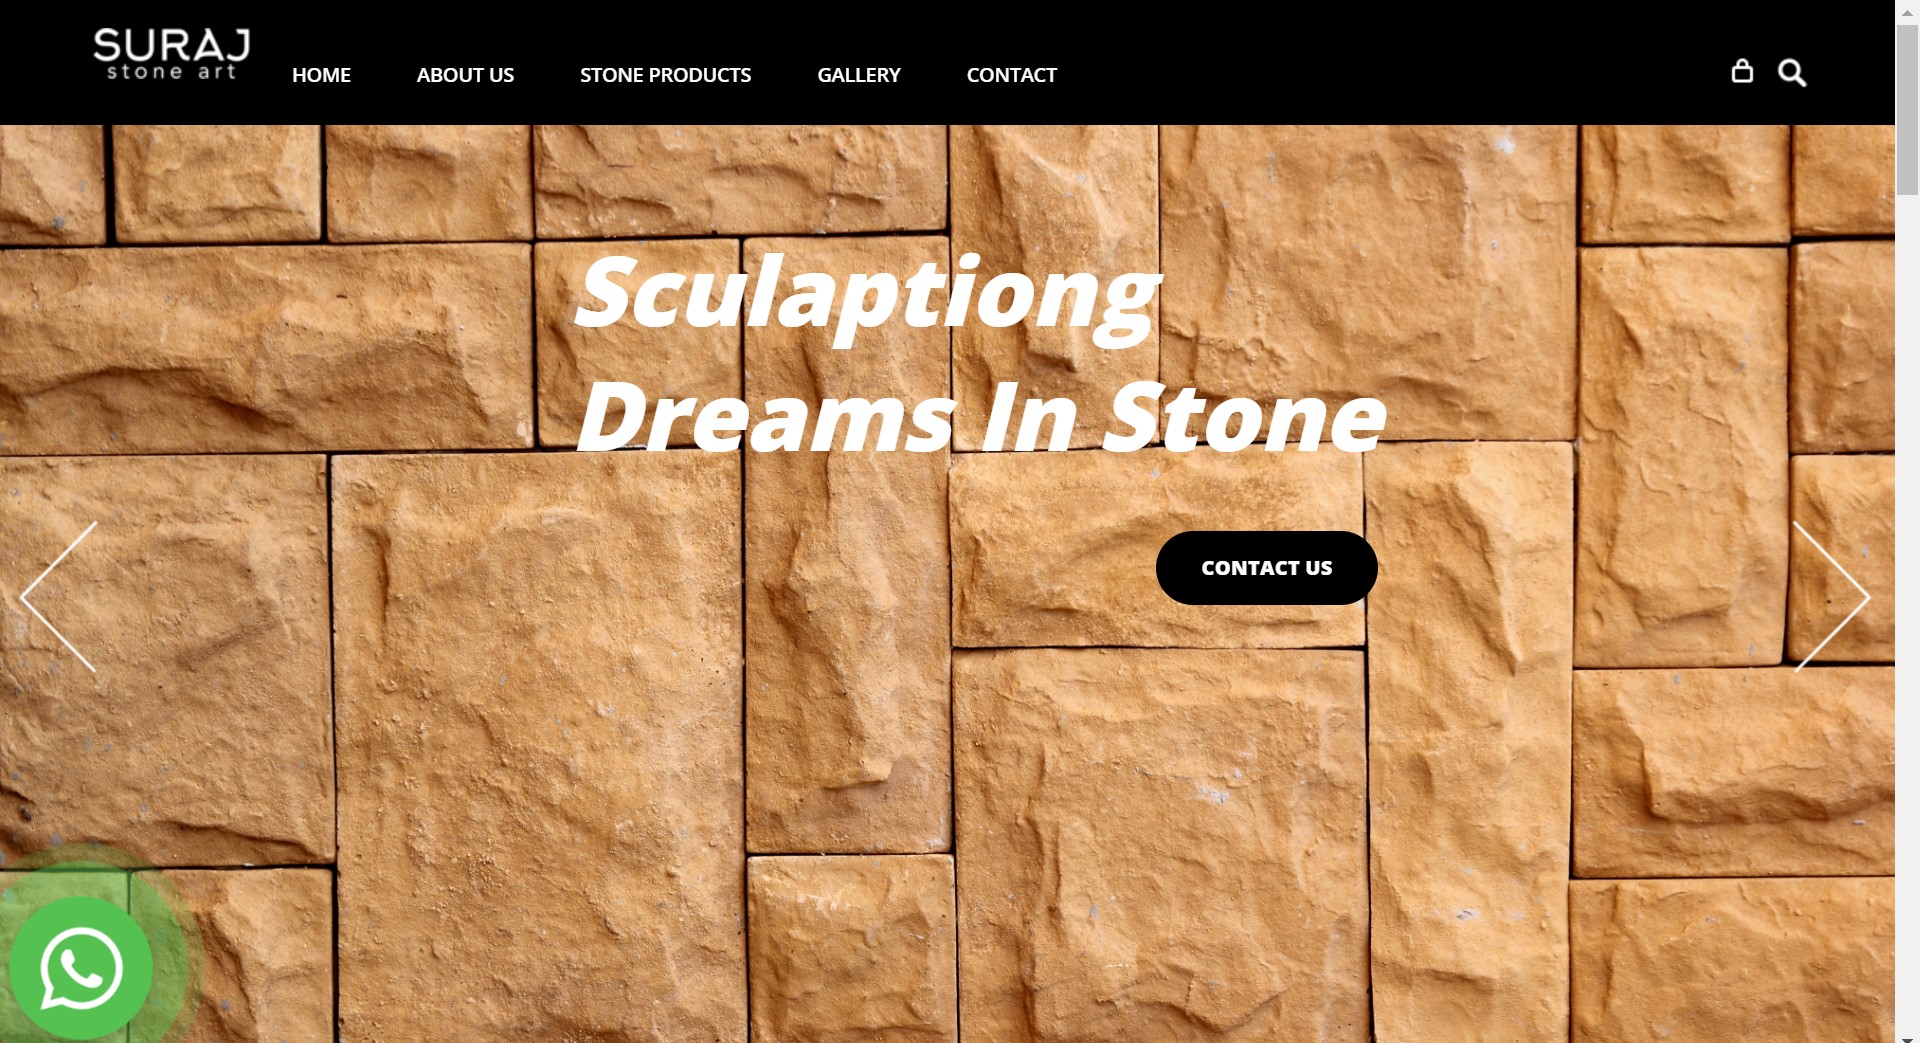 SURAJ
stone art
HOME
ABOUT US
STONE PRODUCTS
GALLERY
CONTACT
Sculaptiong
Dreams In Stone
CONTACT US